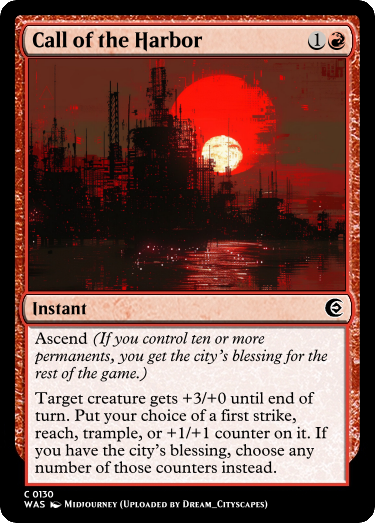 Call of the Harbor 1
Instant
Ascend (If you control ten or more
permanents, you get the city's blessing for the
rest of the game.)
Target creature gets +3/+0 until end of
turn. Put your choice of a first strike,
reach, trample, or +1/+1 counter on it. If
you have the city's blessing, choose any
number of those counters instead.
C 0130
WAS Midjourney (Uploaded by Dream_Cityscapes)